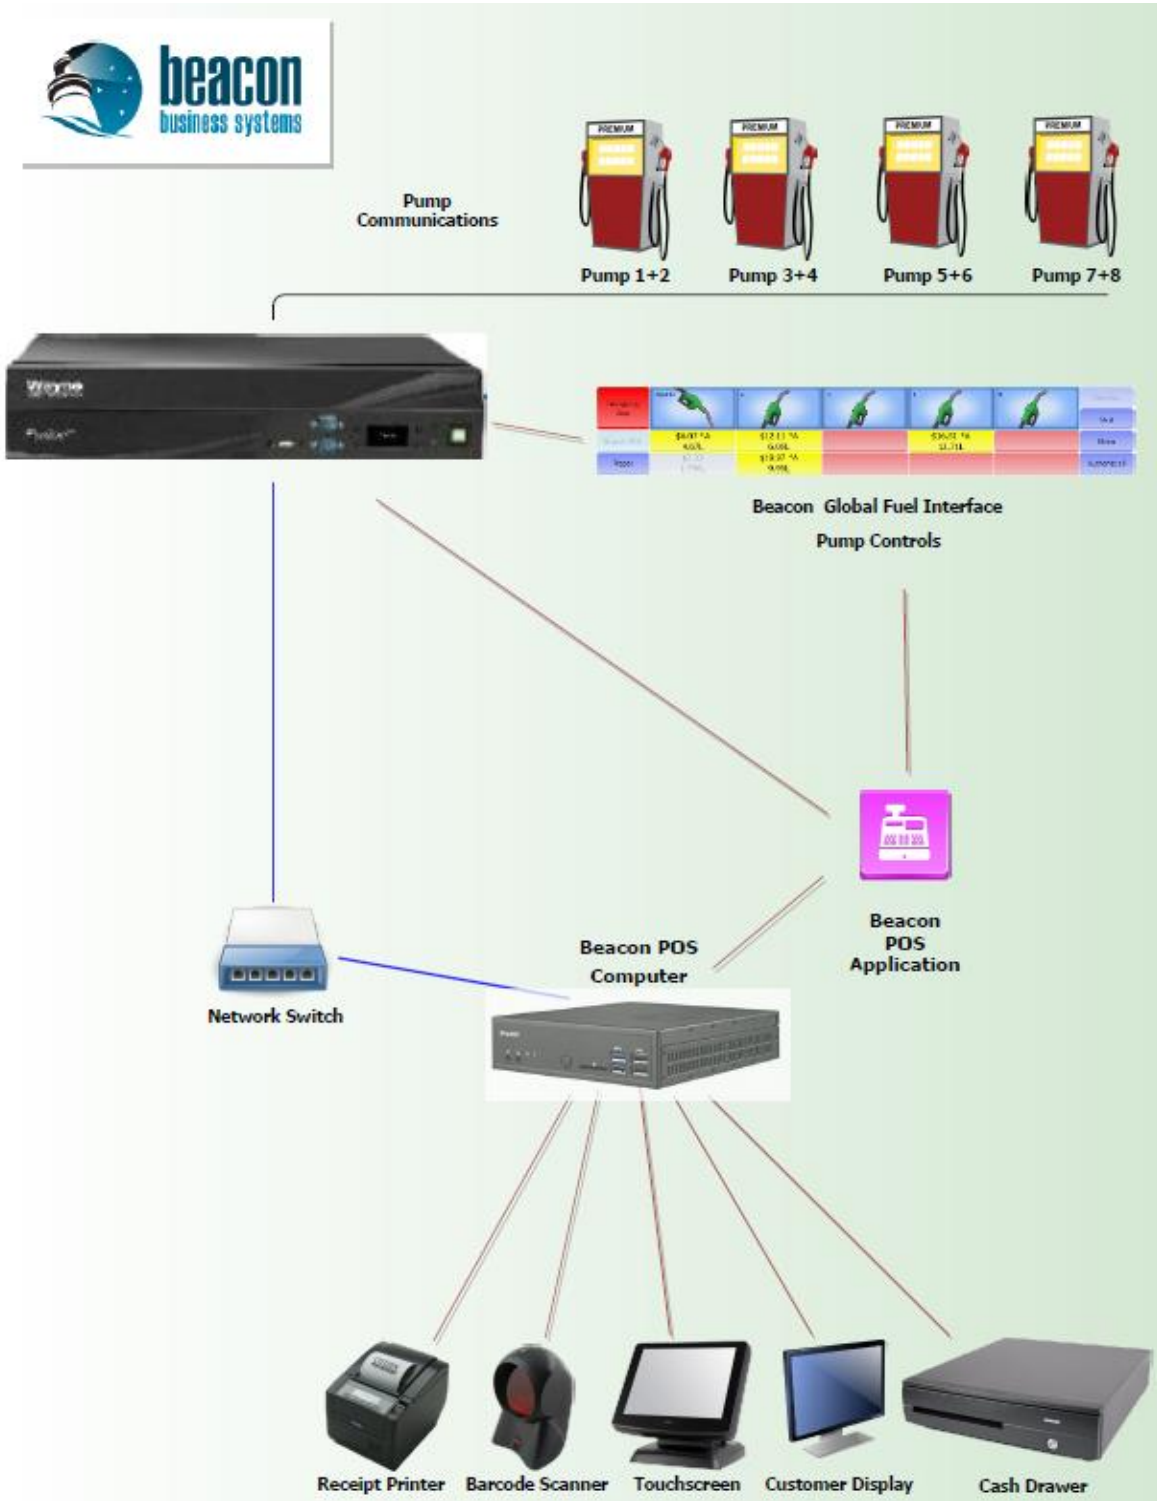 beacon
business systems
Pump
Communications
PREMIUM
PREMIUM
PREMIUM
PREMIUM
Pump 1+2
Pump 3+4
Pump 5+6
Pump 7+8
Wayne
Beacon Global Fuel Interface
Pump Controls
Beacon
POS
Application
Beacon POS
Computer
Network Switch
Receipt Printer
Barcode Scanner
Touchscreen
Customer Display
Cash Drawer